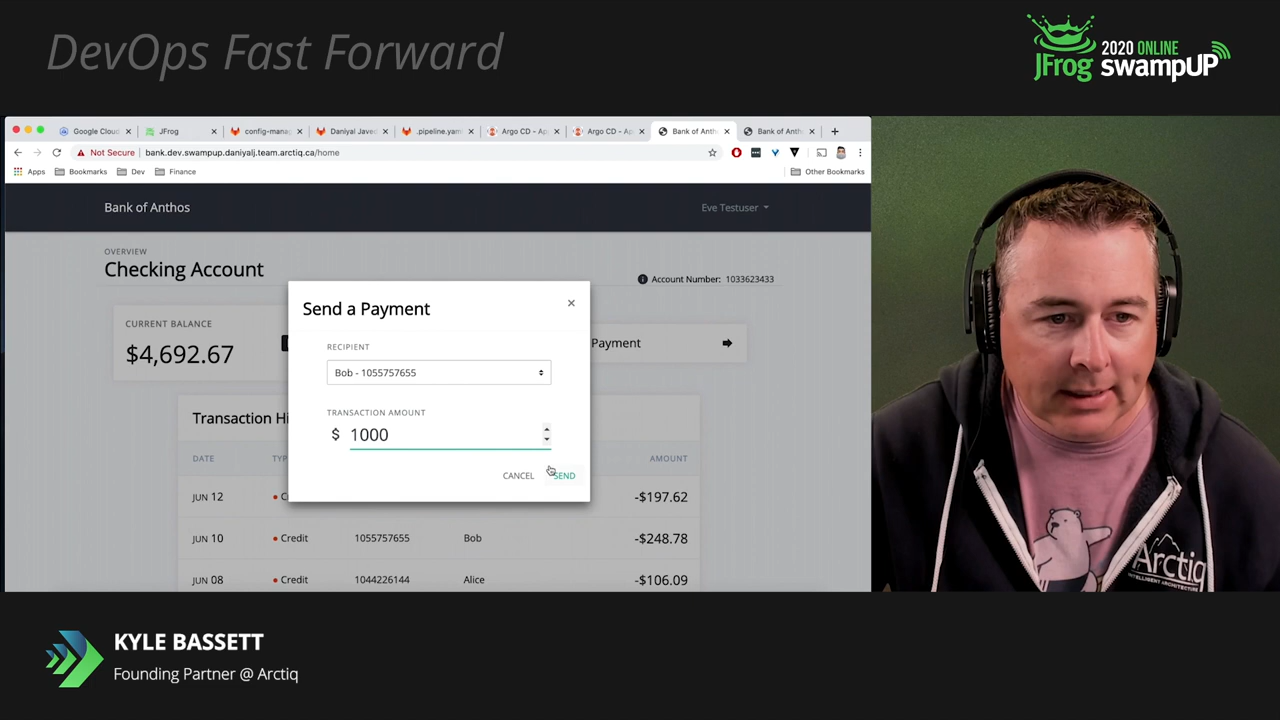 DevOps Fast Forward
2020 ONLINE
JFrog swampUP
Google Cloud
JFrog
config-manag
Daniyal Javec
.pipeline.yam
Argo CD - Ap
Argo CD - Ap
Bank of Anth
Bank of Anth
Not Secure
bank.dev.swampup.daniyalj.team.arctiq.ca/home
Apps
Bookmarks
Dev
Finance
Other Bookmarks
Bank of Anthos
Eve Testuser
OVERVIEW
Checking Account
Account Number: 1033623433
CURRENT BALANCE
$4,692.67
Payment
Send a Payment
×
RECIPIENT
Bob - 1055757655
TRANSACTION AMOUNT
$ 1000
CANCEL
SEND
Transaction Hi
DATE
TYP
AMOUNT
JUN 12
C
-$197.62
JUN 10
Credit
1055757655
Bob
-$248.78
JUN 08
Credit
1044226144
Alice
-$106.09
Arctiq
INTELLIGENT ARCHITECTURE
KYLE BASSETT
Founding Partner @ Arctiq